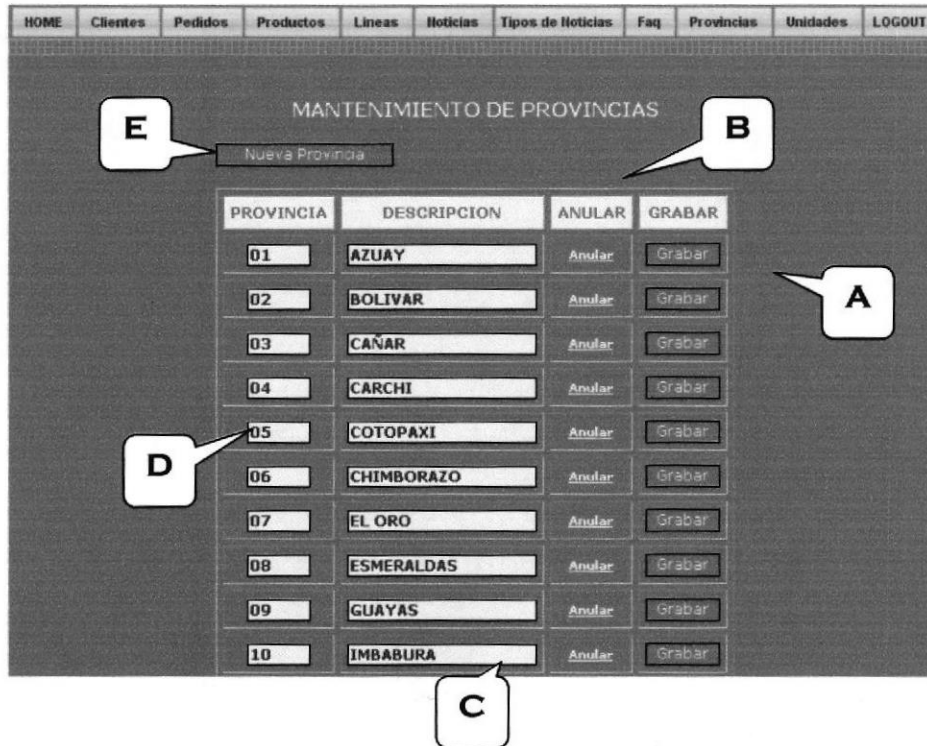 HOME Clientes Pedidos Productos Lineas Noticias Tipos de Noticias Faq Provincias Unidades LOGOUT
MANTENIMIENTO DE PROVINCIAS
E
B
Nueva Provincia
PROVINCIA DESCRIPCION ANULAR GRABAR
01 AZUAY Anular Grabar
A
02 BOLIVAR Anular Grabar
03 CAÑAR Anular Grabar
04 CARCHI Anular Grabar
05 COTOPAXI Anular Grabar
D
06 CHIMBORAZO Anular Grabar
07 EL ORO Anular Grabar
08 ESMERALDAS Anular Grabar
09 GUAYAS Anular Grabar
10 IMBABURA Anular Grabar
C